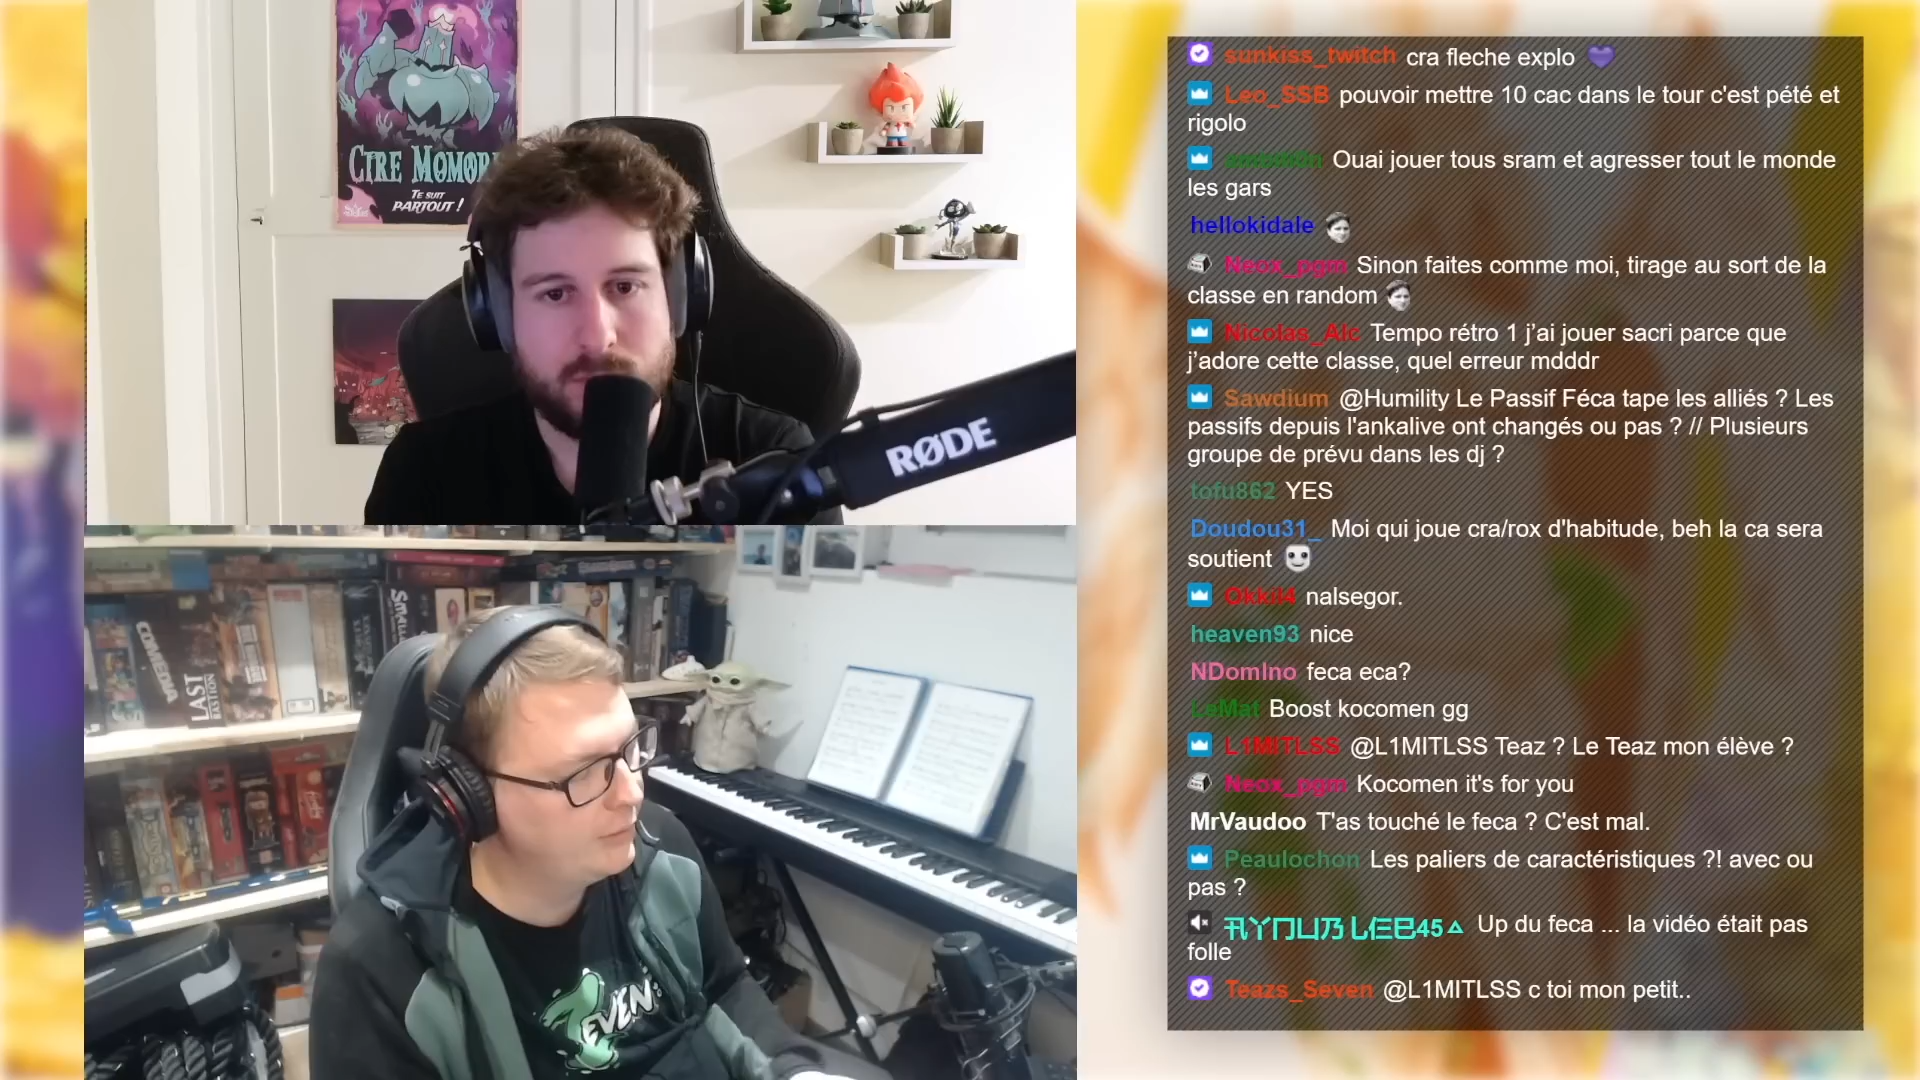 CIRE MOMORE
TE SUIT
PARTOUT !
RØDE
COMEDIA
LAST
BASTION
SMALL
SEVEN
sunkiss_twitch cra fleche explo
Leo_SSB pouvoir mettre 10 cac dans le tour c'est pété et
rigolo
Ouai jouer tous sram et agresser tout le monde
les gars
hellokidale
Neox_pgm Sinon faites comme moi, tirage au sort de la
classe en random
Nicolas_Alc Tempo rétro 1 j'ai jouer sacri parce que
j'adore cette classe, quel erreur mdddr
Sawdium @Humility Le Passif Féca tape les alliés ? Les
passifs depuis l'ankalive ont changés ou pas ? // Plusieurs
groupe de prévu dans les dj ?
tofu862 YES
Doudou31_ Moi qui joue cra/rox d'habitude, beh la ca sera
soutient
Okkil4 nalsegor.
heaven93 nice
NDomIno feca eca?
LeMat Boost kocomen gg
L1MITLSS @L1MITLSS Teaz ? Le Teaz mon élève ?
Neox_pgm Kocomen it's for you
MrVaudoo T'as touché le feca ? C'est mal.
Peaulochon Les paliers de caractéristiques ?! avec ou
pas ?
Up du feca ... la vidéo était pas
folle
Teazs_Seven @L1MITLSS c toi mon petit..